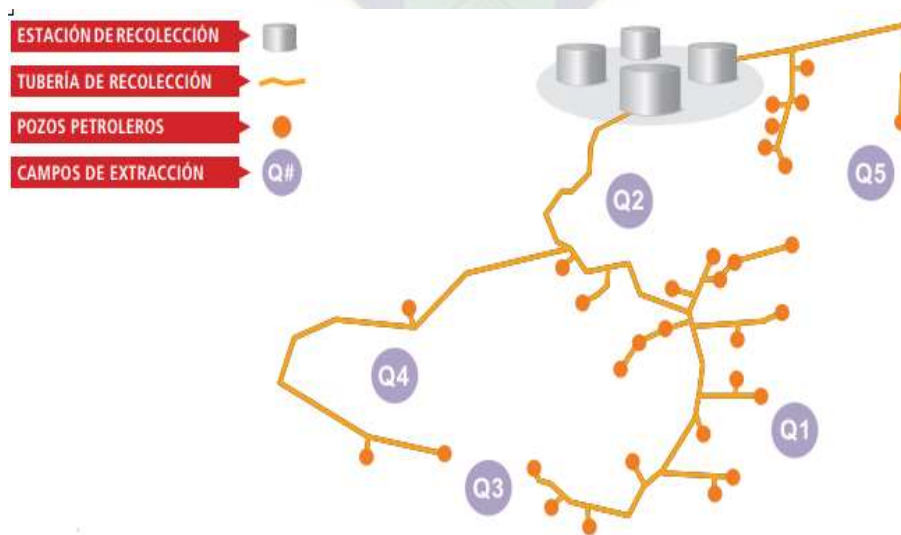 ESTACIÓN DE RECOLECCIÓN
TUBERÍA DE RECOLECCIÓN
POZOS PETROLEROS
CAMPOS DE EXTRACCIÓN Q#
Q5
Q2
Q4
Q1
Q3